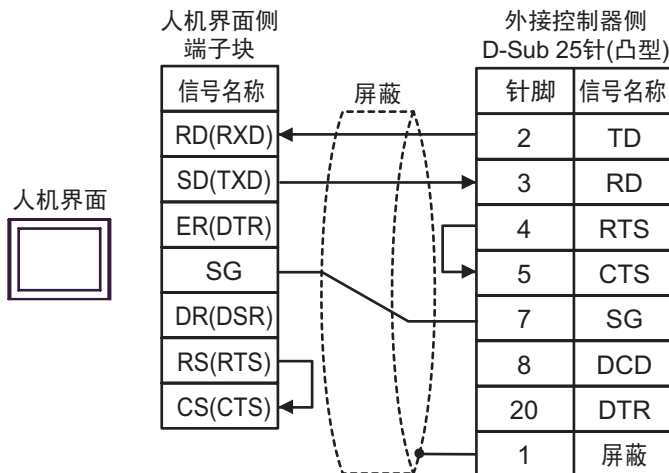 人机界面侧
端子块
外接控制器侧
D-Sub 25针(凸型)
信号名称
屏蔽
针脚 信号名称
RD(RXD) 2 TD
SD(TXD) 3 RD
人机界面
ER(DTR) 4 RTS
SG 5 CTS
DR(DSR) 7 SG
RS(RTS) 8 DCD
CS(CTS) 20 DTR
1 屏蔽